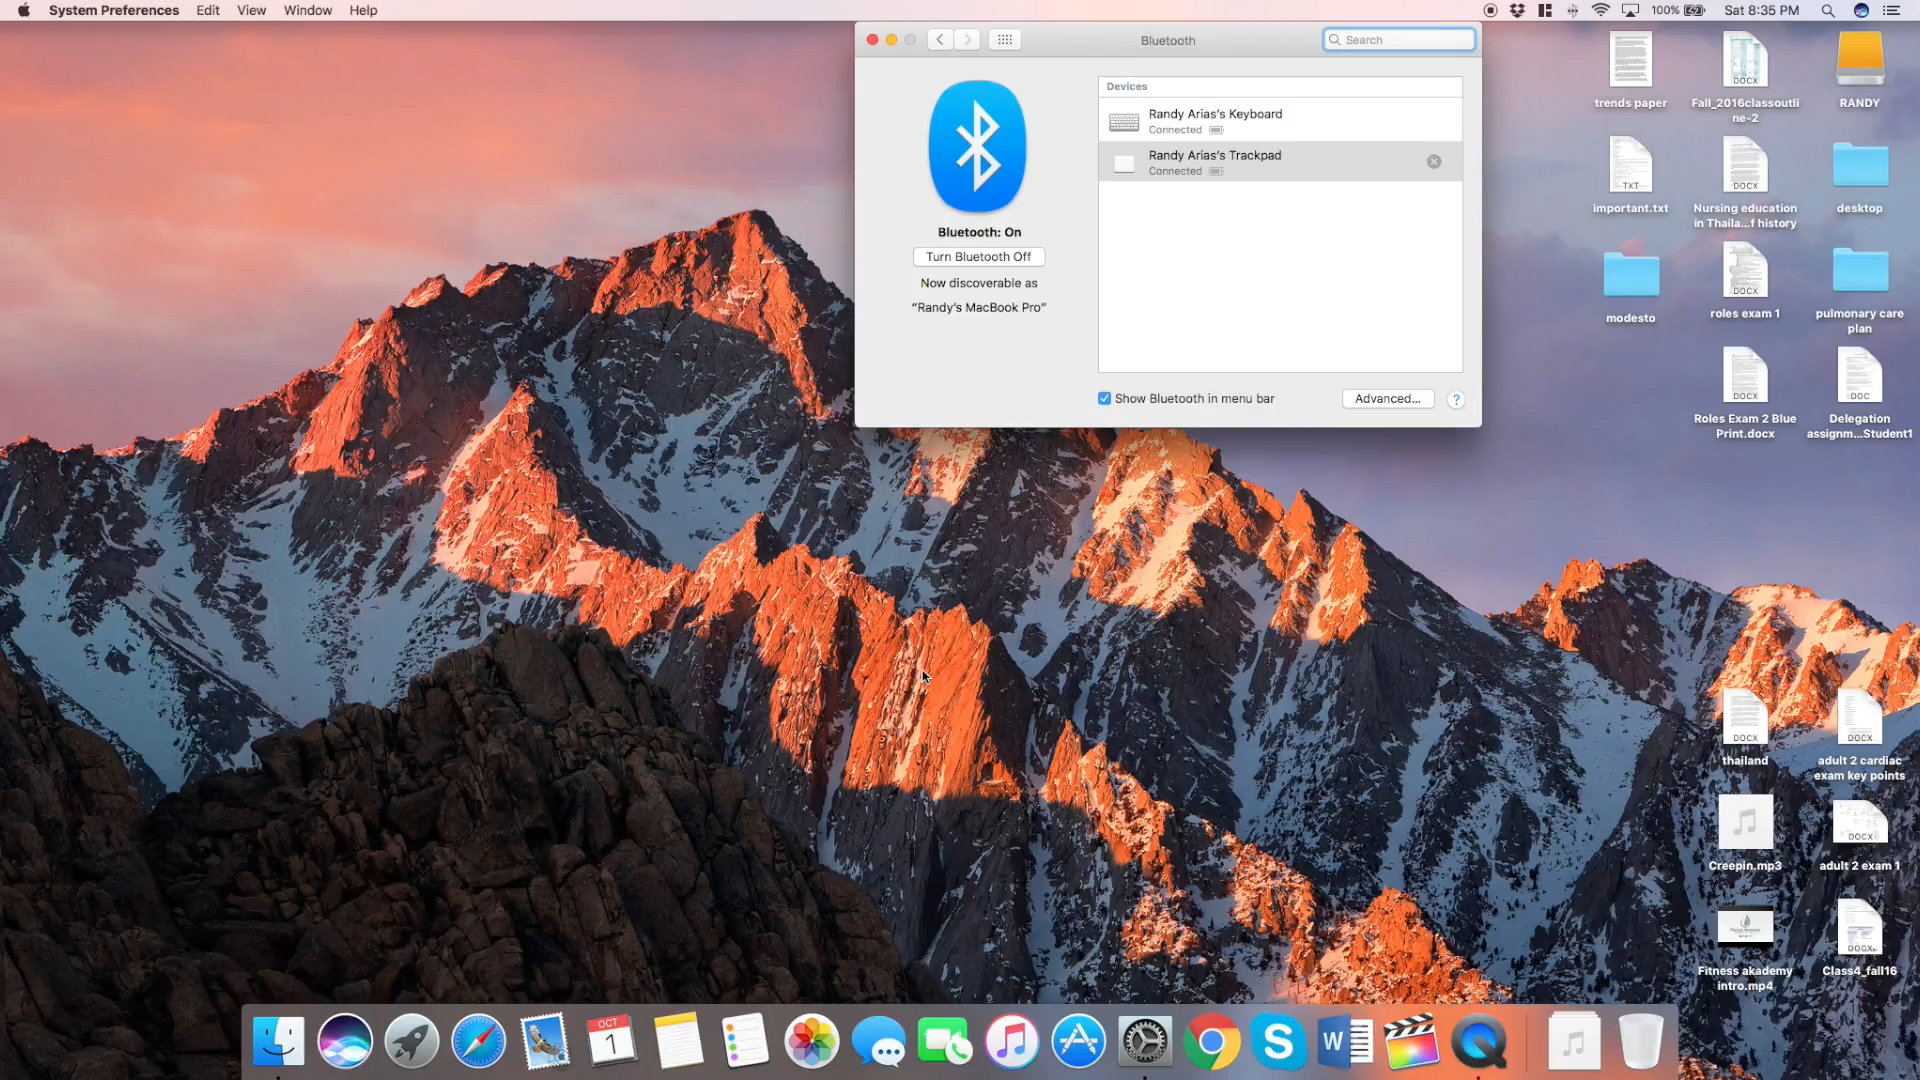 System Preferences Edit View Window Help
100% Sat 8:35 PM
Bluetooth
Search
Devices
Randy Arias's Keyboard
Connected
Randy Arias's Trackpad
Connected
Bluetooth: On
Turn Bluetooth Off
Now discoverable as
“Randy's MacBook Pro”
Show Bluetooth in menu bar
Advanced...
?
trends paper
DOCX
Fall_2016classoutli
ne-2
RANDY
TXT
important.txt
DOCX
Nursing education
in Thaila...f history
desktop
modesto
DOCX
roles exam 1
pulmonary care
plan
DOCX
Roles Exam 2 Blue
Print.docx
DOC
Delegation
assignm...Student1
DOCX
thailand
DOCX
adult 2 cardiac
exam key points
Creepin.mp3
DOCX
adult 2 exam 1
Fitness akademy
intro.mp4
DOCX
Class4_fall16
OCT
1